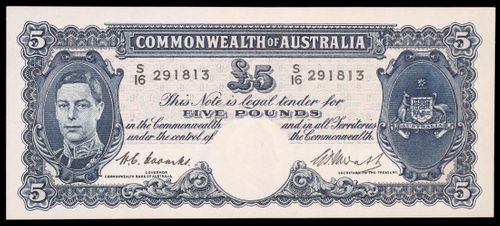 5 COMMONWEALTH OF AUSTRALIA 5
S/16 291813 £5 S/16 291813
This Note is legal tender for
FIVE POUNDS
in the Commonwealth and in all Territories
under the control of the Commonwealth.
AUSTRALIA
GOVERNOR
COMMONWEALTH BANK OF AUSTRALIA
SECRETARY TO THE TREASURY
5 5